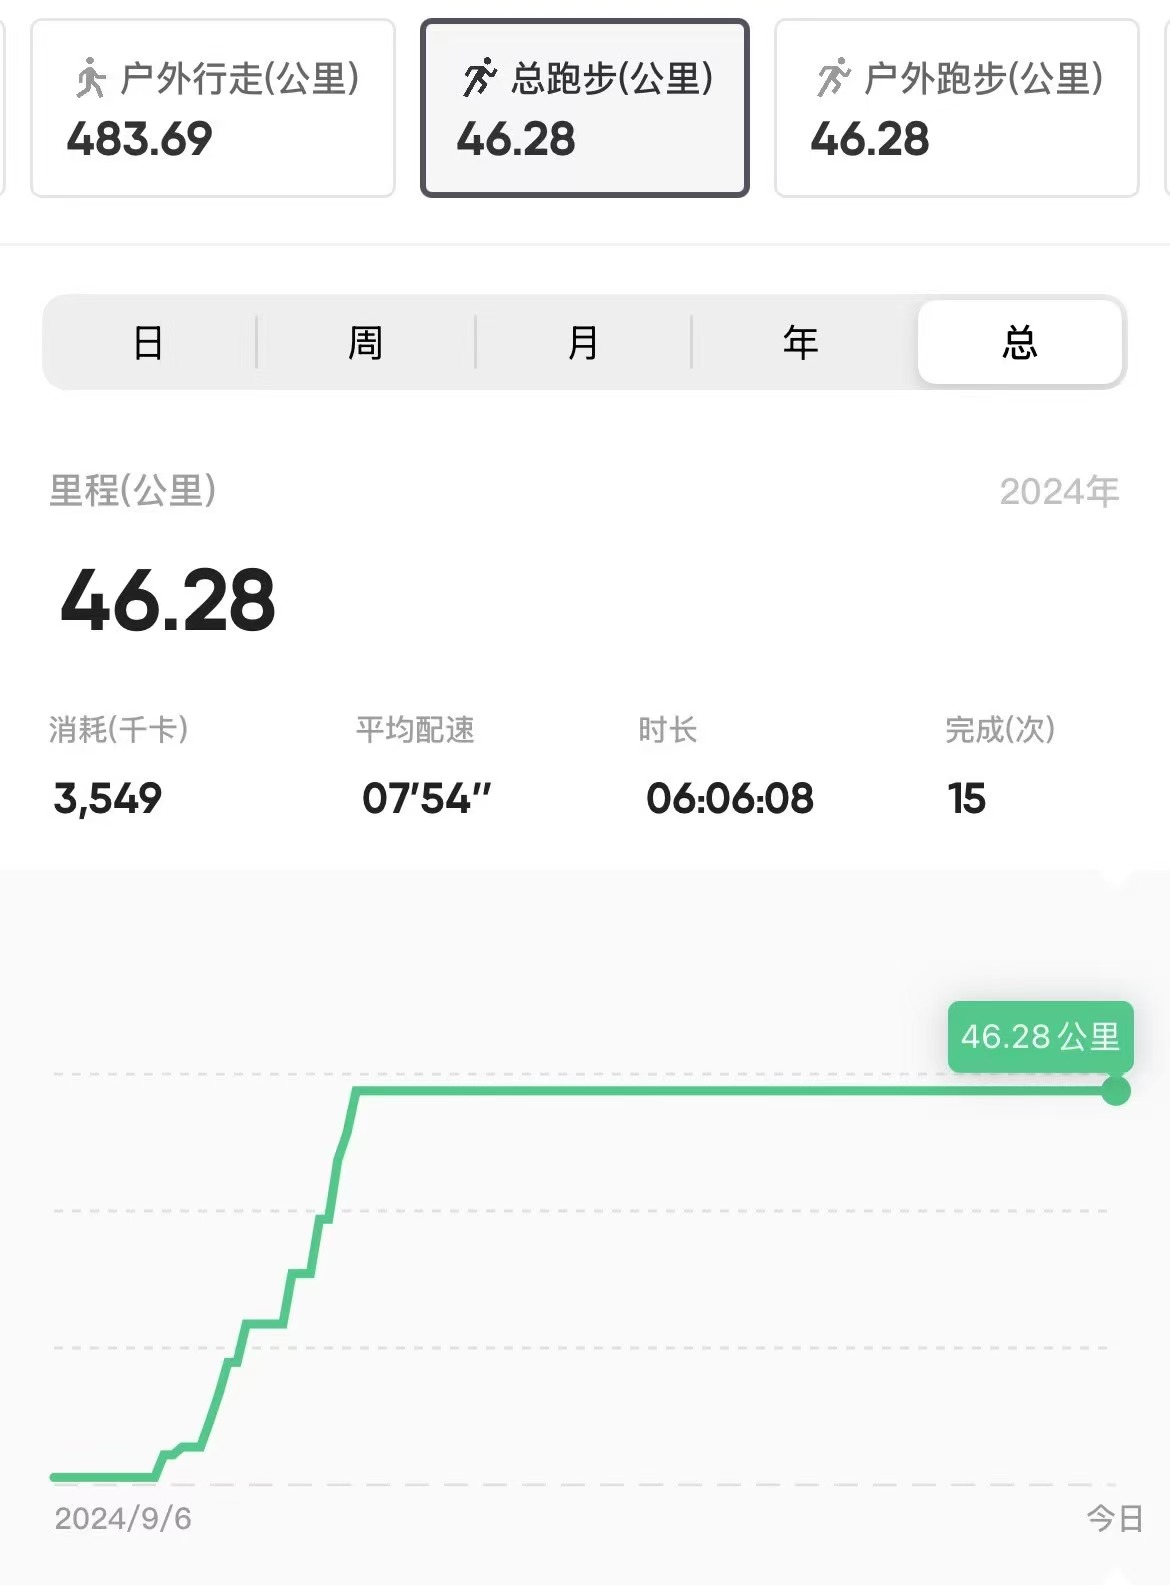 户外行走(公里)
483.69
总跑步(公里)
46.28
户外跑步(公里)
46.28
日 周 月 年 总
里程(公里) 2024年
46.28
消耗(千卡) 平均配速 时长 完成(次)
3,549 07'54" 06:06:08 15
46.28公里
2024/9/6 今日